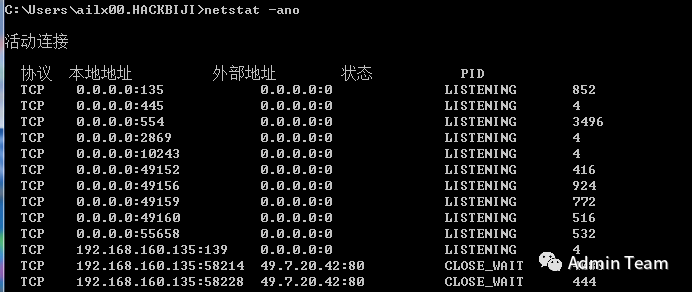 C:\Users\ailx00.HACKBIJI>netstat -ano
活动连接
协议 本地地址 外部地址 状态 PID
TCP 0.0.0.0:135 0.0.0.0:0 LISTENING 852
TCP 0.0.0.0:445 0.0.0.0:0 LISTENING 4
TCP 0.0.0.0:554 0.0.0.0:0 LISTENING 3496
TCP 0.0.0.0:2869 0.0.0.0:0 LISTENING 4
TCP 0.0.0.0:10243 0.0.0.0:0 LISTENING 4
TCP 0.0.0.0:49152 0.0.0.0:0 LISTENING 416
TCP 0.0.0.0:49156 0.0.0.0:0 LISTENING 924
TCP 0.0.0.0:49159 0.0.0.0:0 LISTENING 772
TCP 0.0.0.0:49160 0.0.0.0:0 LISTENING 516
TCP 0.0.0.0:55658 0.0.0.0:0 LISTENING 532
TCP 192.168.160.135:139 0.0.0.0:0 LISTENING 4
TCP 192.168.160.135:58214 49.7.20.42:80 CLOSE_WAIT
TCP 192.168.160.135:58228 49.7.20.42:80 CLOSE_WAIT 444
Admin Team